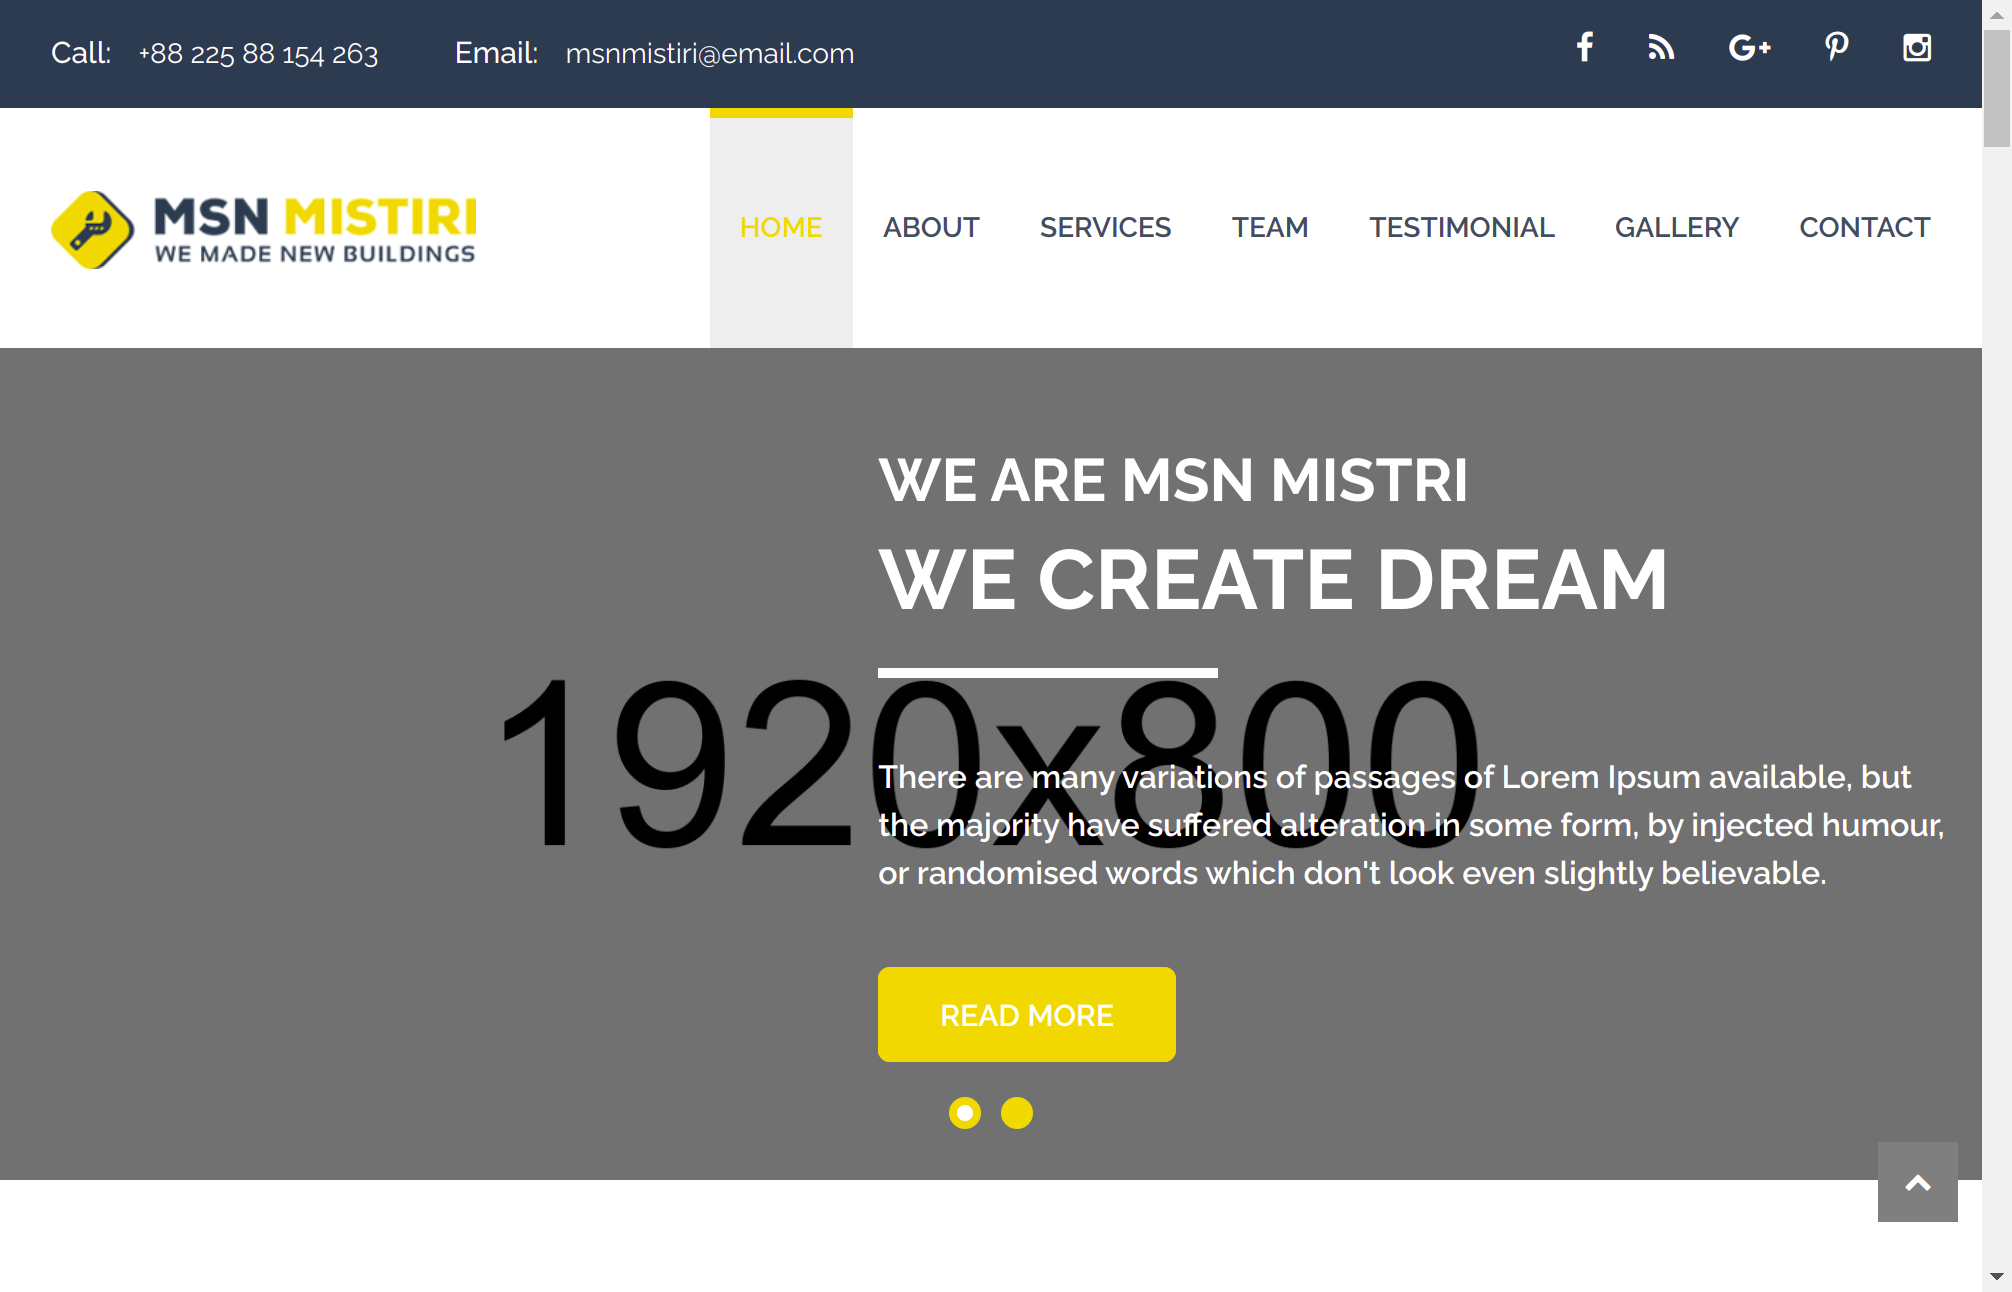 Call: +88 225 88 154 263 Email: msnmistiri@email.com
MSN MISTIRI
WE MADE NEW BUILDINGS
HOME ABOUT SERVICES TEAM TESTIMONIAL GALLERY CONTACT
WE ARE MSN MISTRI
WE CREATE DREAM
1920x800
There are many variations of passages of Lorem Ipsum available, but
the majority have suffered alteration in some form, by injected humour,
or randomised words which don't look even slightly believable.
READ MORE